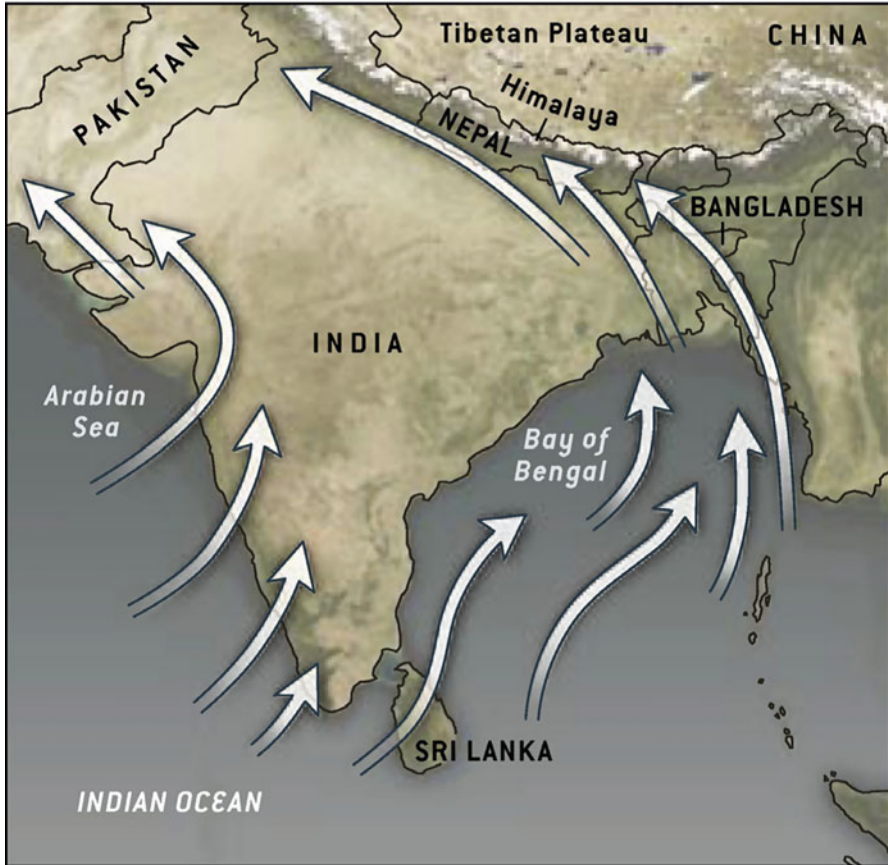 Tibetan Plateau
CHINA
PAKISTAN
Himalaya
NEPAL
BANGLADESH
INDIA
Arabian
Sea
Bay of
Bengal
SRI LANKA
INDIAN OCEAN